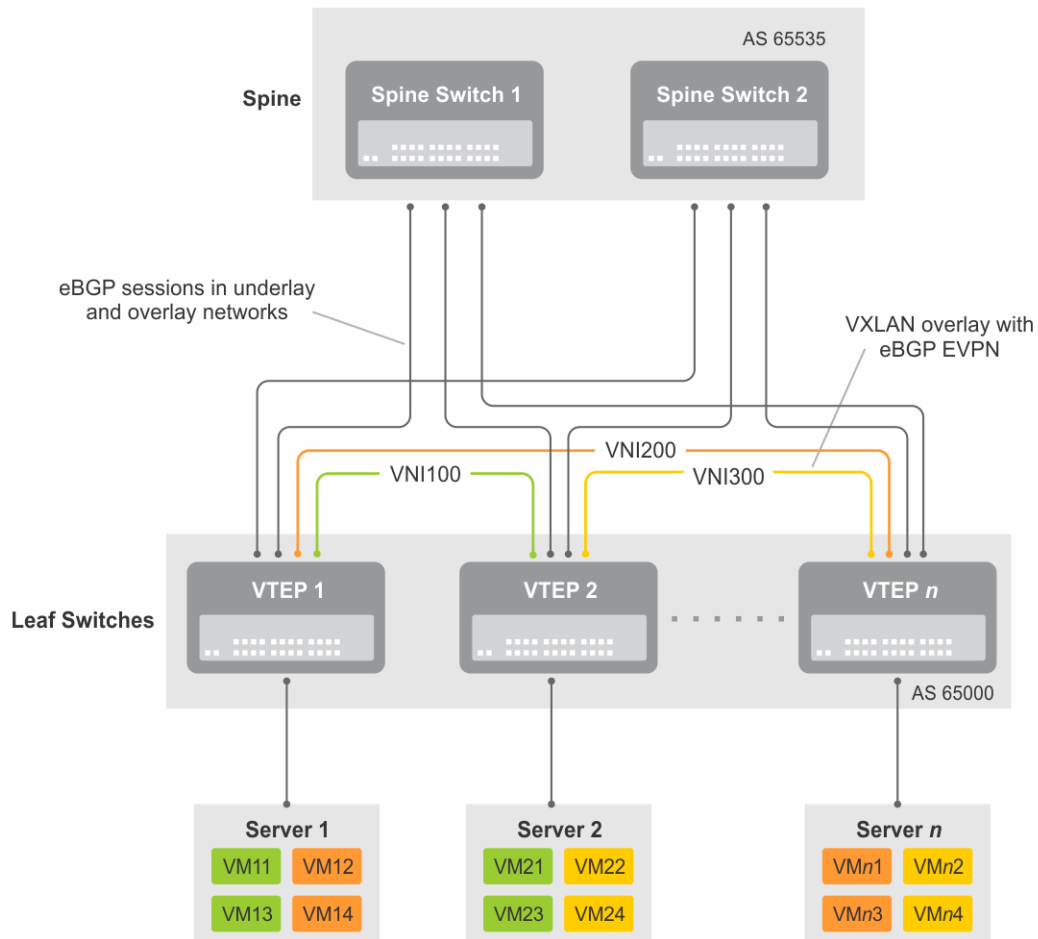 AS 65535
Spine
Spine Switch 1
Spine Switch 2
eBGP sessions in underlay
and overlay networks
VXLAN overlay with
eBGP EVPN
VNI200
VNI100
VNI300
Leaf Switches
VTEP 1
VTEP 2
VTEP n
AS 65000
Server 1
VM11
VM12
VM13
VM14
Server 2
VM21
VM22
VM23
VM24
Server n
VMn1
VMn2
VMn3
VMn4